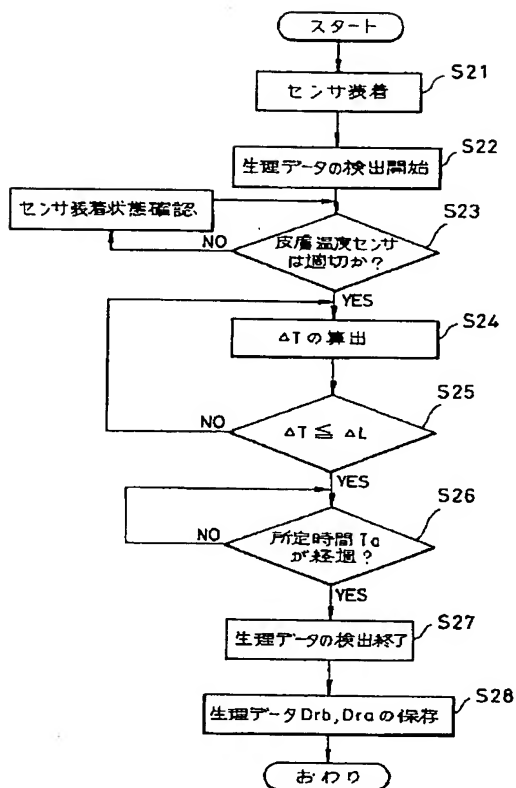 スタート
S21
センサ装着
S22
生理データの検出開始
センサ装着状態確認
S23
皮膚温度センサ
は適切か?
NO
YES
S24
ΔTの算出
S25
NO
ΔT ≦ ΔL
YES
S26
所定時間Ta
が経過?
NO
YES
S27
生理データの検出終了
S28
生理データDrb,Draの保存
おわり